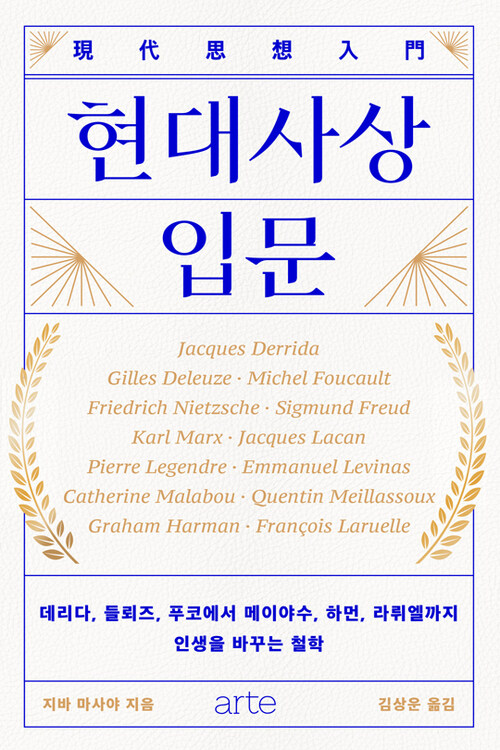 現代思想入門
현대사상
입문
Jacques Derrida
Gilles Deleuze · Michel Foucault
Friedrich Nietzsche · Sigmund Freud
Karl Marx · Jacques Lacan
Pierre Legendre · Emmanuel Levinas
Catherine Malabou · Quentin Meillassoux
Graham Harman · François Laruelle
데리다, 들뢰즈, 푸코에서 메이야수, 하먼, 라뤼엘까지
인생을 바꾸는 철학
지바 마사야 지음 arte 김상운 옮김